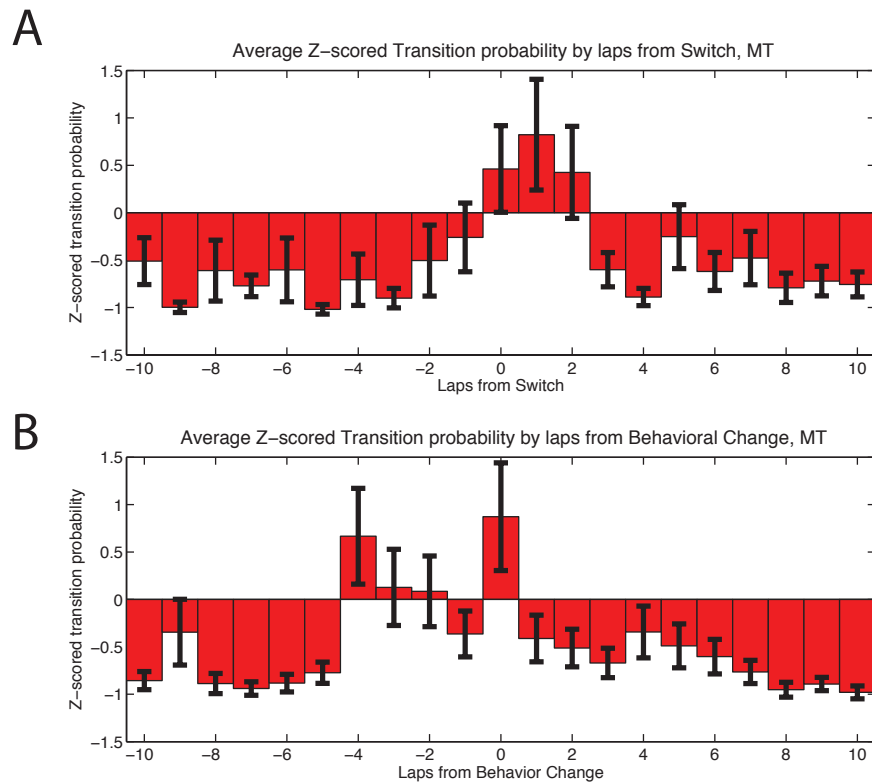 A
Average Z−scored Transition probability by laps from Switch, MT
1.5
1
0.5
0
−0.5
−1
−1.5
Z−scored transition probability
−10 −8 −6 −4 −2 0 2 4 6 8 10
Laps from Switch
B
Average Z−scored Transition probability by laps from Behavioral Change, MT
1.5
1
0.5
0
−0.5
−1
−1.5
Z−scored transition probability
−10 −8 −6 −4 −2 0 2 4 6 8 10
Laps from Behavior Change